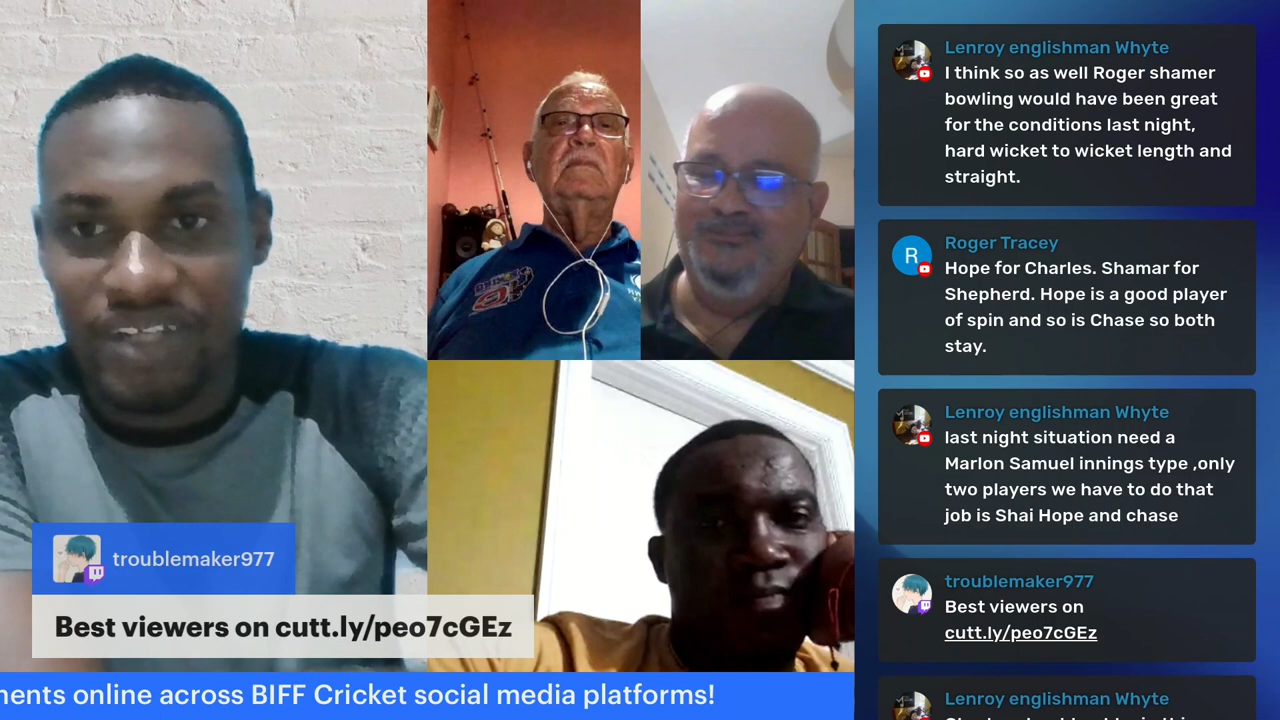 troublemaker977
Best viewers on cutt.ly/peo7cGEz
ments online across BIFF Cricket social media platforms!
Lenroy englishman Whyte
I think so as well Roger shamer
bowling would have been great
for the conditions last night,
hard wicket to wicket length and
straight.
R
Roger Tracey
Hope for Charles. Shamar for
Shepherd. Hope is a good player
of spin and so is Chase so both
stay.
Lenroy englishman Whyte
last night situation need a
Marlon Samuel innings type ,only
two players we have to do that
job is Shai Hope and chase
troublemaker977
Best viewers on
cutt.ly/peo7cGEz
Lenroy englishman Whyte